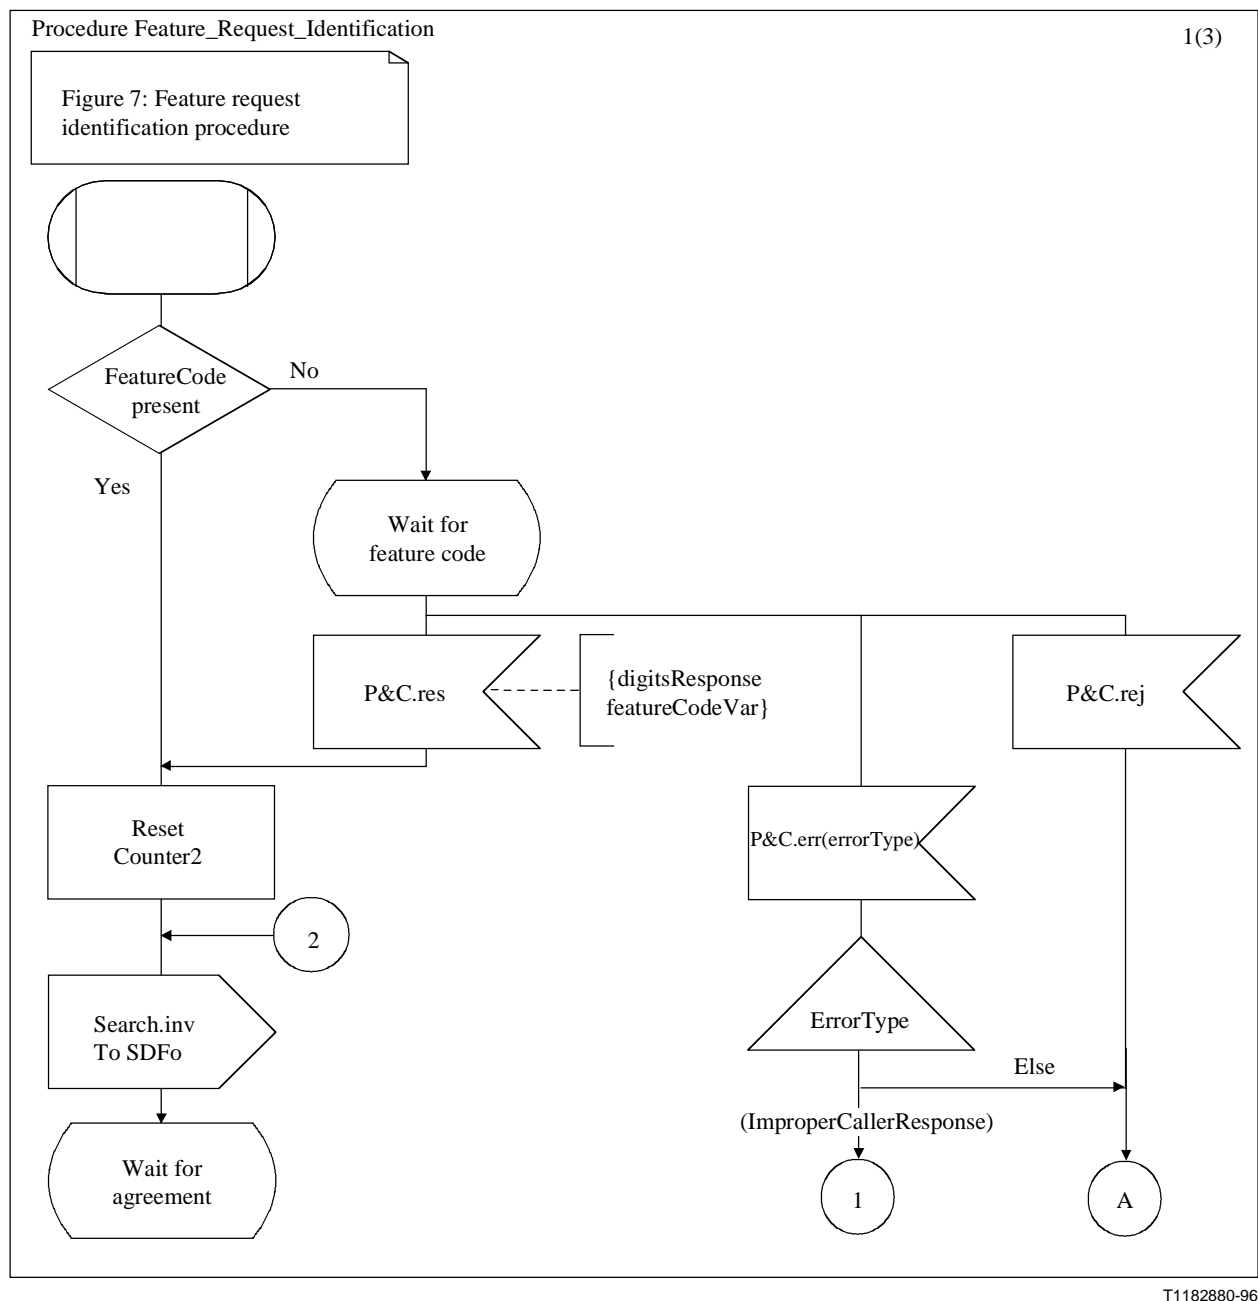 Procedure Feature_Request_Identification
1(3)
Figure 7: Feature request
identification procedure
FeatureCode
present
No
Yes
Wait for
feature code
P&C.res
{digitsResponse
featureCodeVar}
P&C.rej
Reset
Counter2
P&C.err(errorType)
2
Search.inv
To SDFo
ErrorType
Else
(ImproperCallerResponse)
Wait for
agreement
1
A
T1182880-96